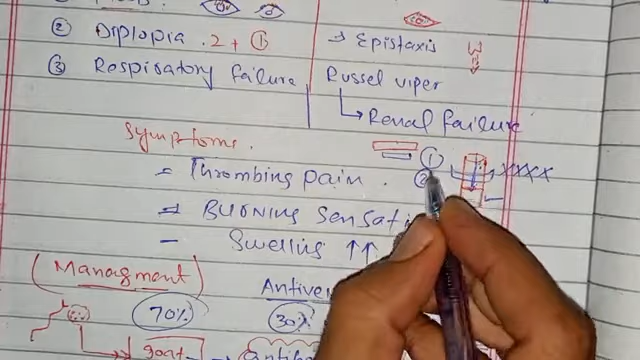 ② Diplopia . 2 + ①
→ Epistaxis
③ Respiratory failure
Russel viper
↳ Renal failure
Symptoms.
= Thrombing pain .
①
xxxx
②
= Burning Sensati
- Swelling ↑↑
(Managment)
Antive
70%
30%
goat